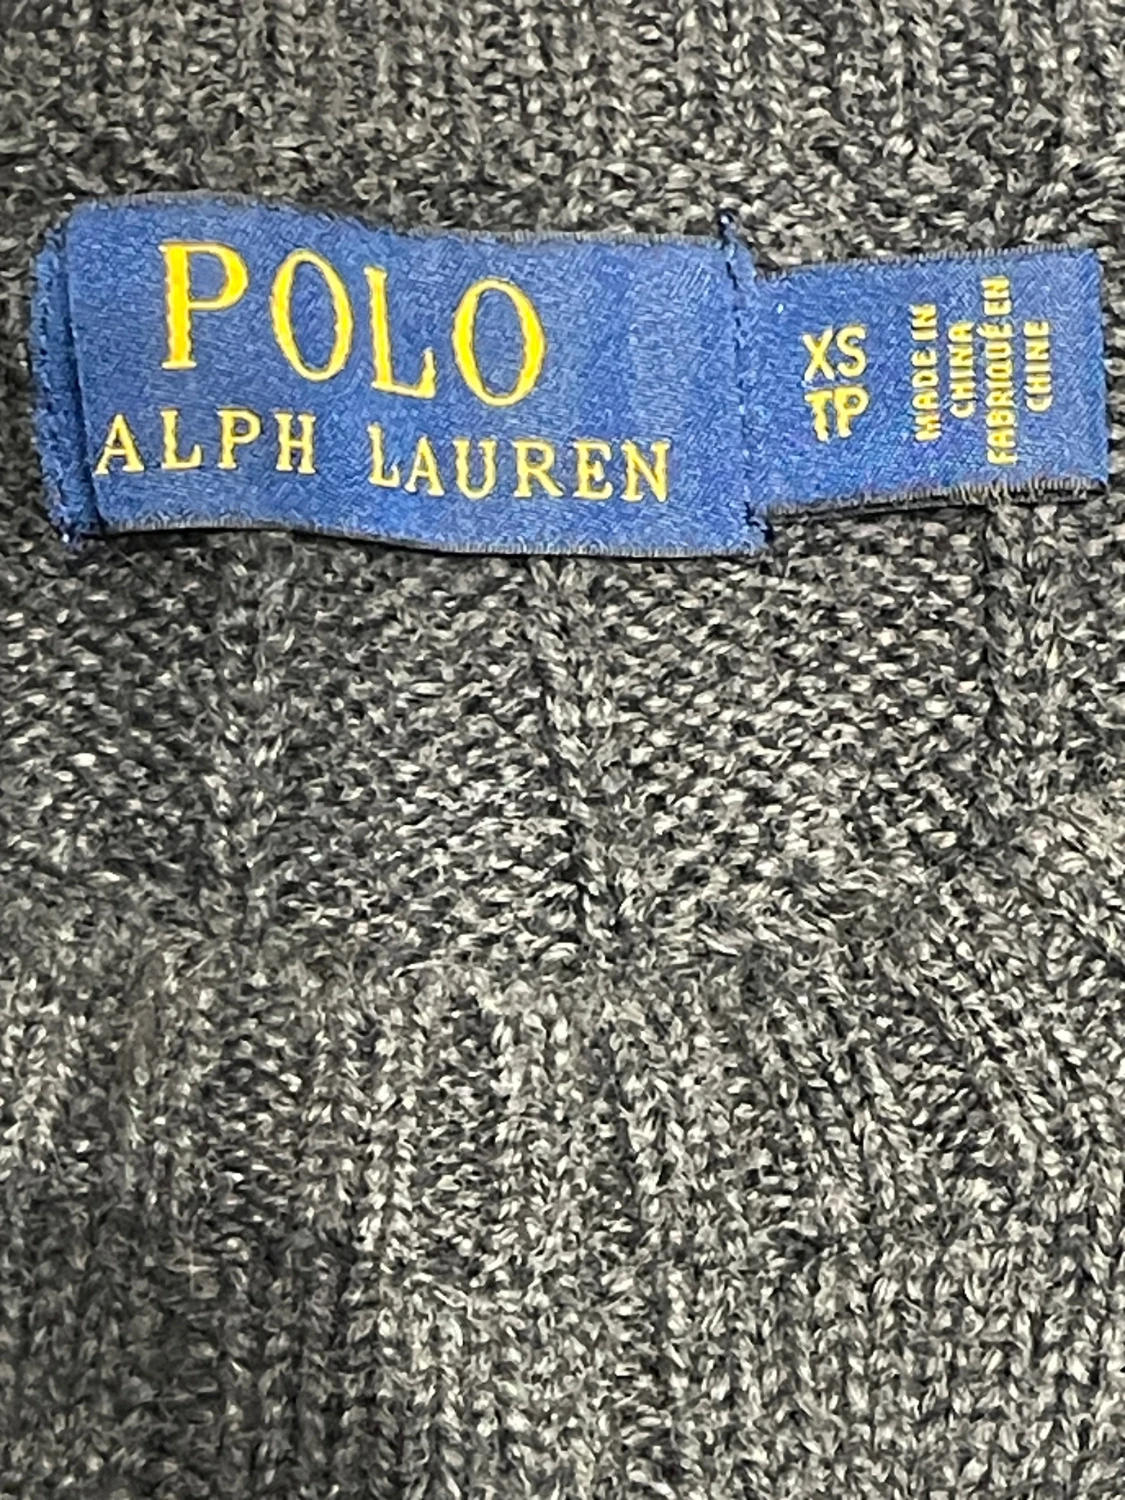 POLO
ALPH LAUREN
XS
TP
MADE IN
CHINA
FABRIQUÉ EN
CHINE